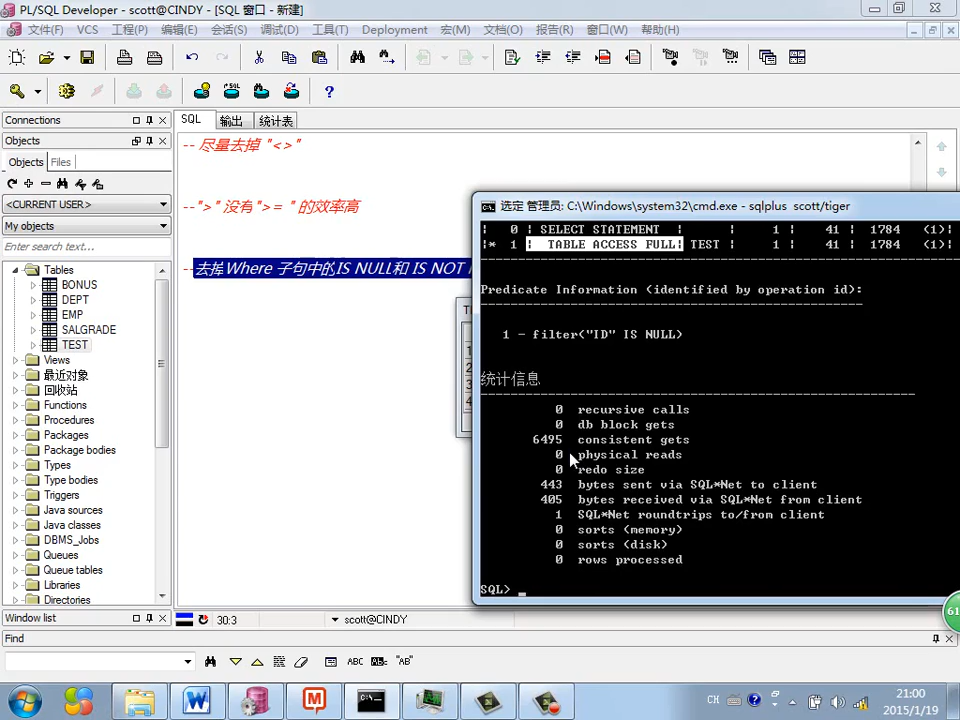 PL/SQL Developer - scott@CINDY - [SQL 窗口 - 新建]
文件(F) VCS 工程(P) 编辑(E) 会话(S) 调试(D) 工具(T) Deployment 宏(M) 文档(O) 报告(R) 窗口(W) 帮助(H)
SQL
?
Connections
Objects
Objects Files
<CURRENT USER>
My objects
Enter search text...
Tables
BONUS
DEPT
EMP
SALGRADE
TEST
Views
最近对象
回收站
Functions
Procedures
Packages
Package bodies
Types
Type bodies
Triggers
Java sources
Java classes
DBMS_Jobs
Queues
Queue tables
Libraries
Directories
Window list
Find
SQL 输出 统计表
-- 尽量去掉 "<>"
--">" 没有">= " 的效率高
--去掉Where 子句中的IS NULL和 IS NOT
1
2
3
4
选定 管理员: C:\Windows\system32\cmd.exe - sqlplus scott/tiger
| 0 | SELECT STATEMENT | | 1 | 41 | 1784 (1)|
|* 1 | TABLE ACCESS FULL| TEST | 1 | 41 | 1784 (1)|
Predicate Information (identified by operation id):
1 - filter("ID" IS NULL)
统计信息
0 recursive calls
0 db block gets
6495 consistent gets
0 physical reads
0 redo size
443 bytes sent via SQL*Net to client
405 bytes received via SQL*Net from client
1 SQL*Net roundtrips to/from client
0 sorts (memory)
0 sorts (disk)
0 rows processed
SQL>
61
30:3 scott@CINDY
ABC ABc "AB"
CH
21:00
2015/1/19